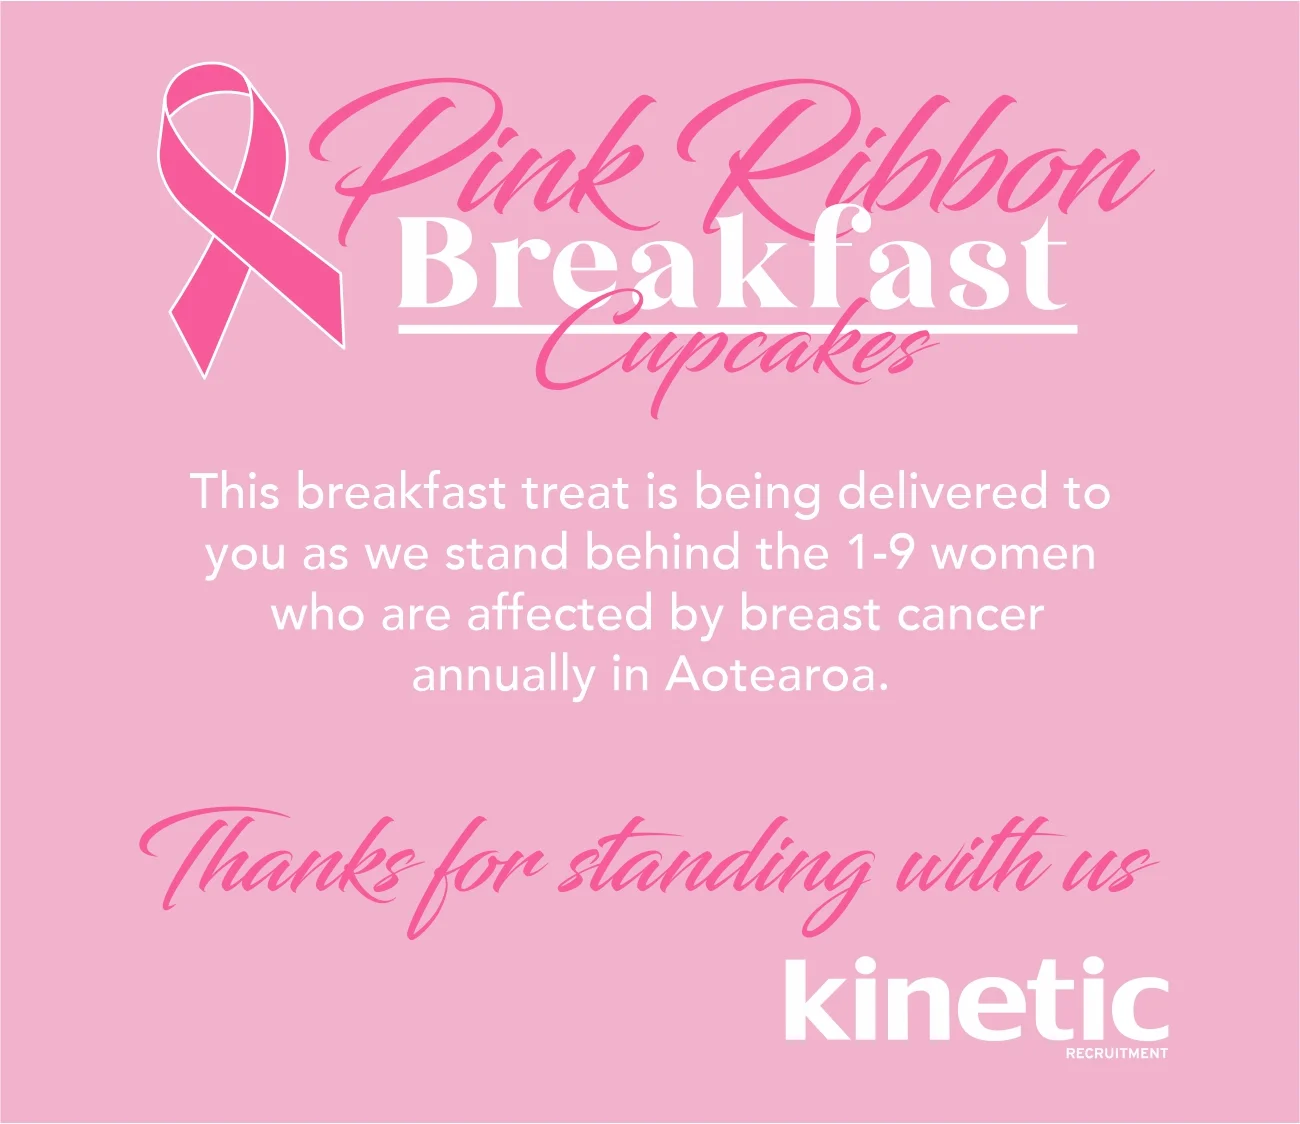 Pink Ribbon
Breakfast
Cupcakes
This breakfast treat is being delivered to
you as we stand behind the 1-9 women
who are affected by breast cancer
annually in Aotearoa.
Thanks for standing with us
kinetic
RECRUITMENT